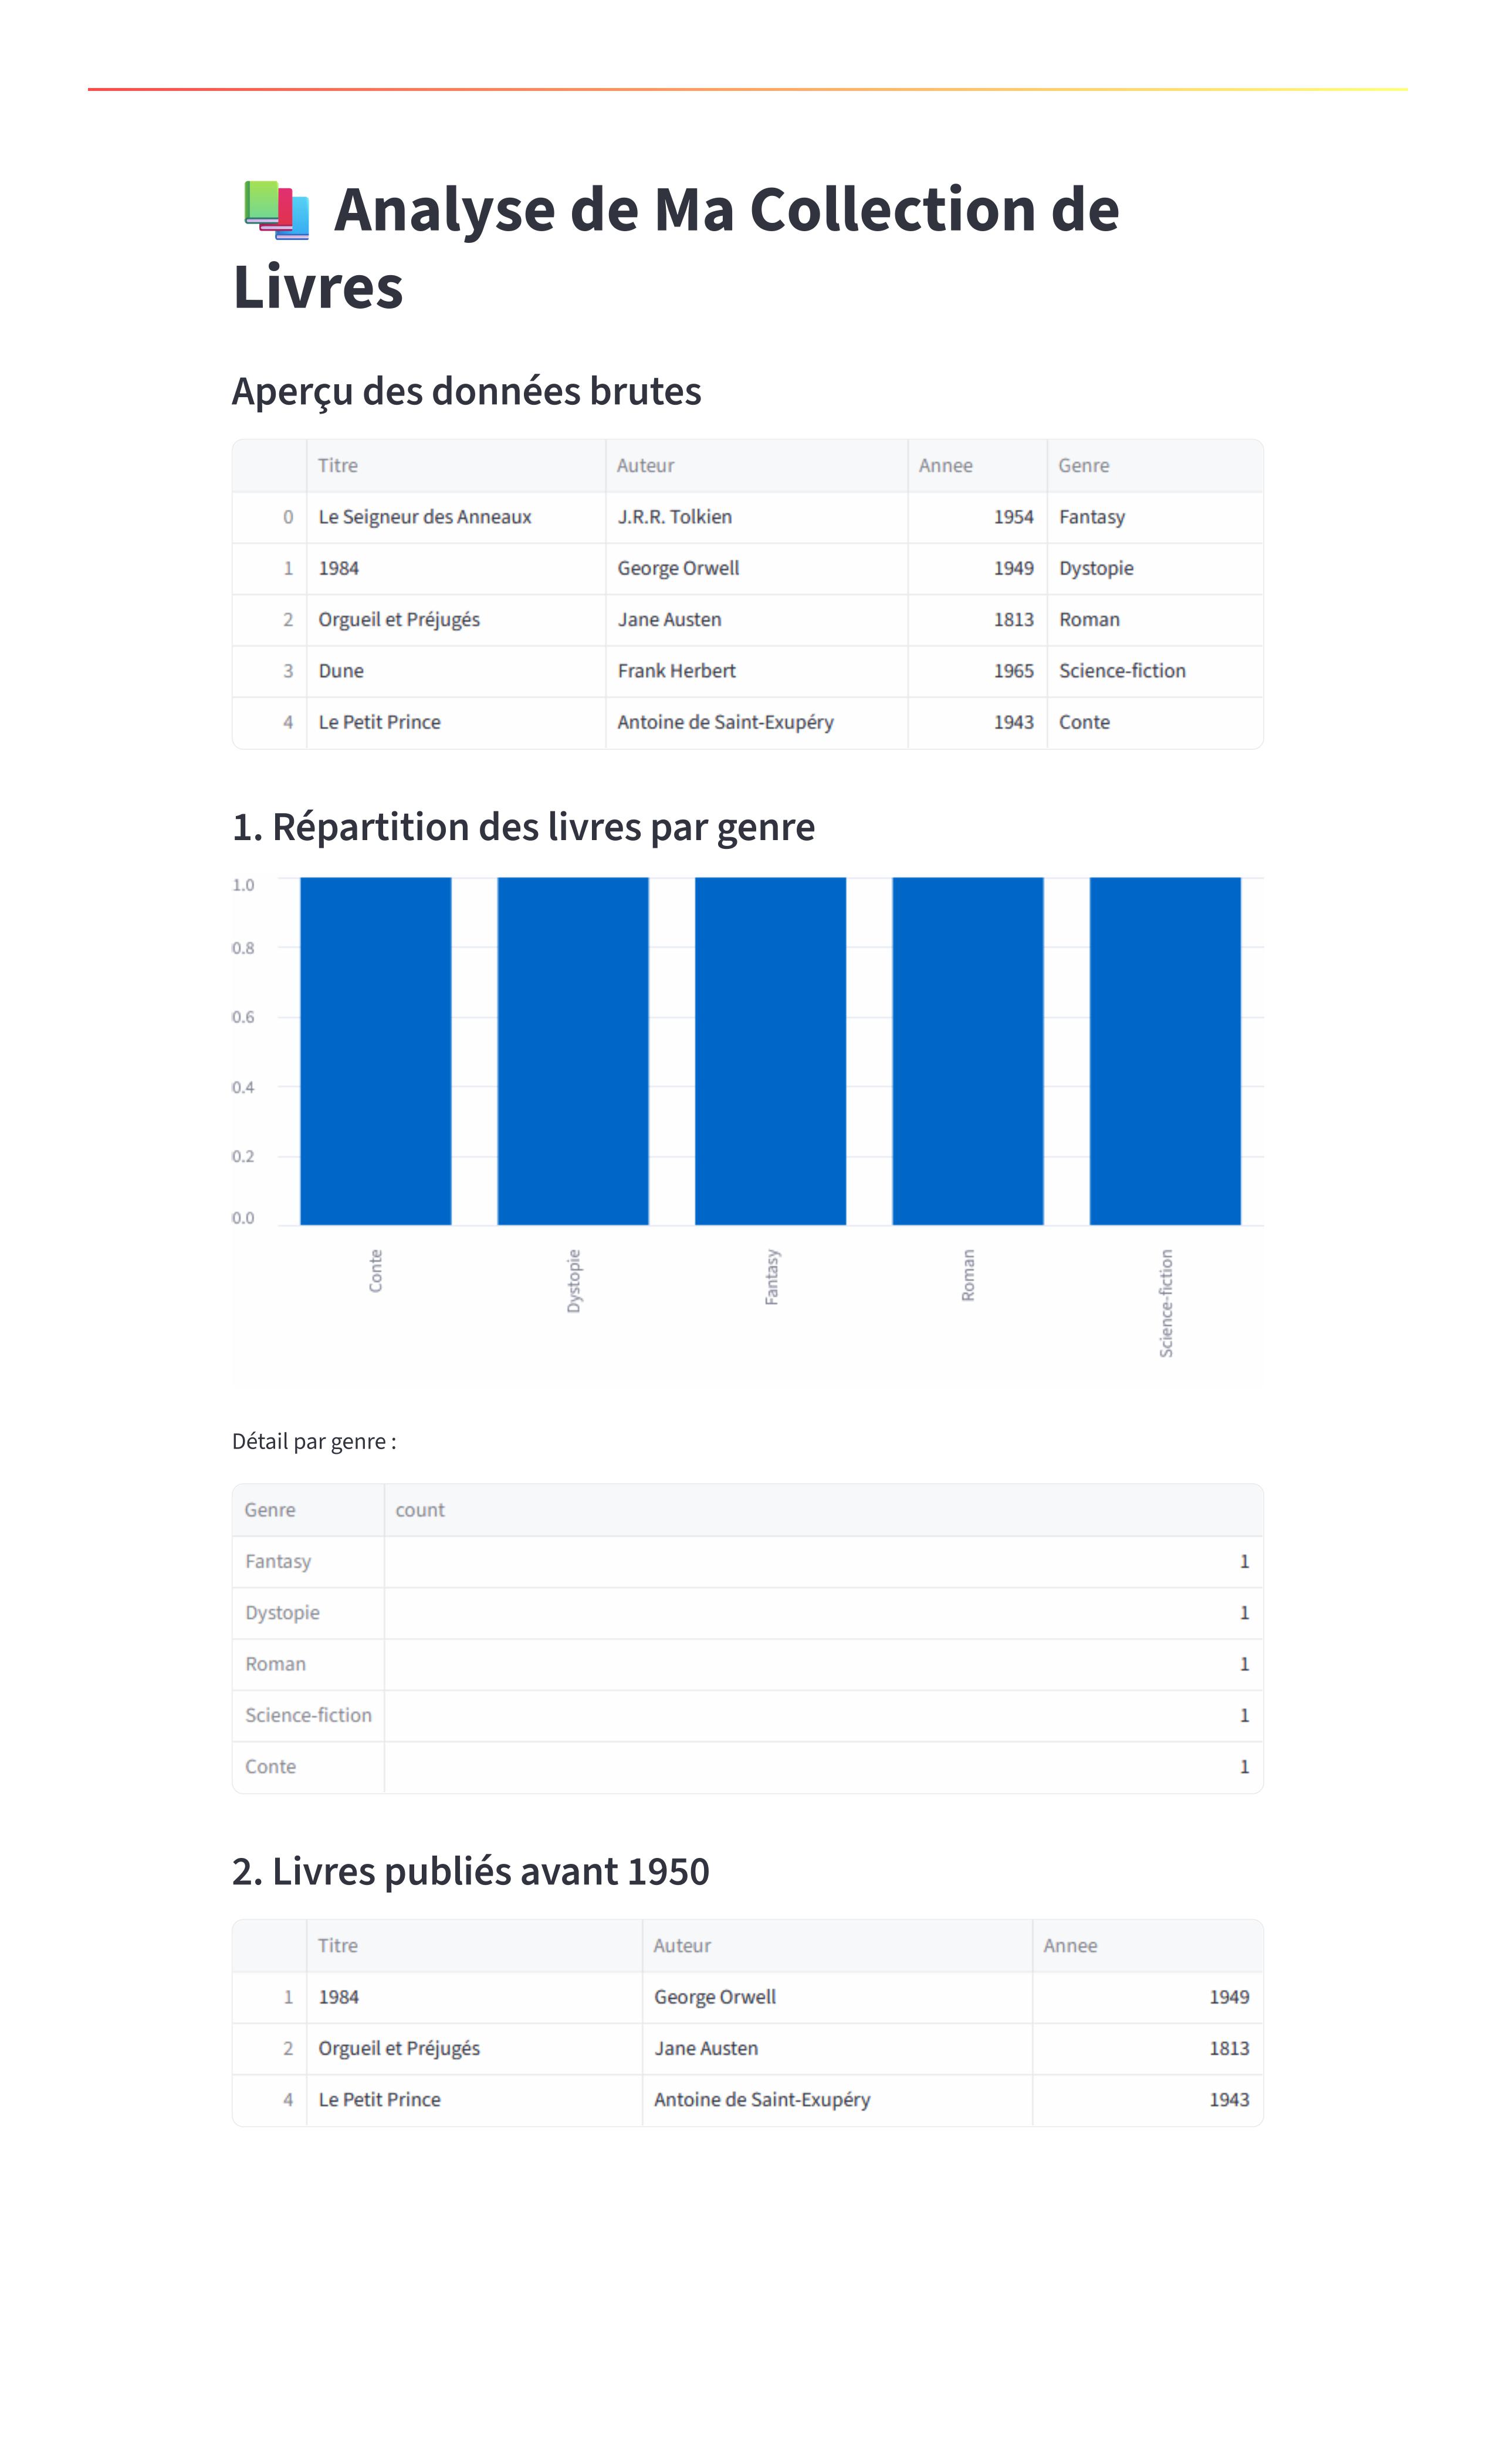 📚 Analyse de Ma Collection de
Livres
Aperçu des données brutes
Titre Auteur Annee Genre
0 Le Seigneur des Anneaux J.R.R. Tolkien 1954 Fantasy
1 1984 George Orwell 1949 Dystopie
2 Orgueil et Préjugés Jane Austen 1813 Roman
3 Dune Frank Herbert 1965 Science-fiction
4 Le Petit Prince Antoine de Saint-Exupéry 1943 Conte
1. Répartition des livres par genre
1.0
0.8
0.6
0.4
0.2
0.0
Conte Dystopie Fantasy Roman Science-fiction
Détail par genre :
Genre count
Fantasy 1
Dystopie 1
Roman 1
Science-fiction 1
Conte 1
2. Livres publiés avant 1950
Titre Auteur Annee
1 1984 George Orwell 1949
2 Orgueil et Préjugés Jane Austen 1813
4 Le Petit Prince Antoine de Saint-Exupéry 1943